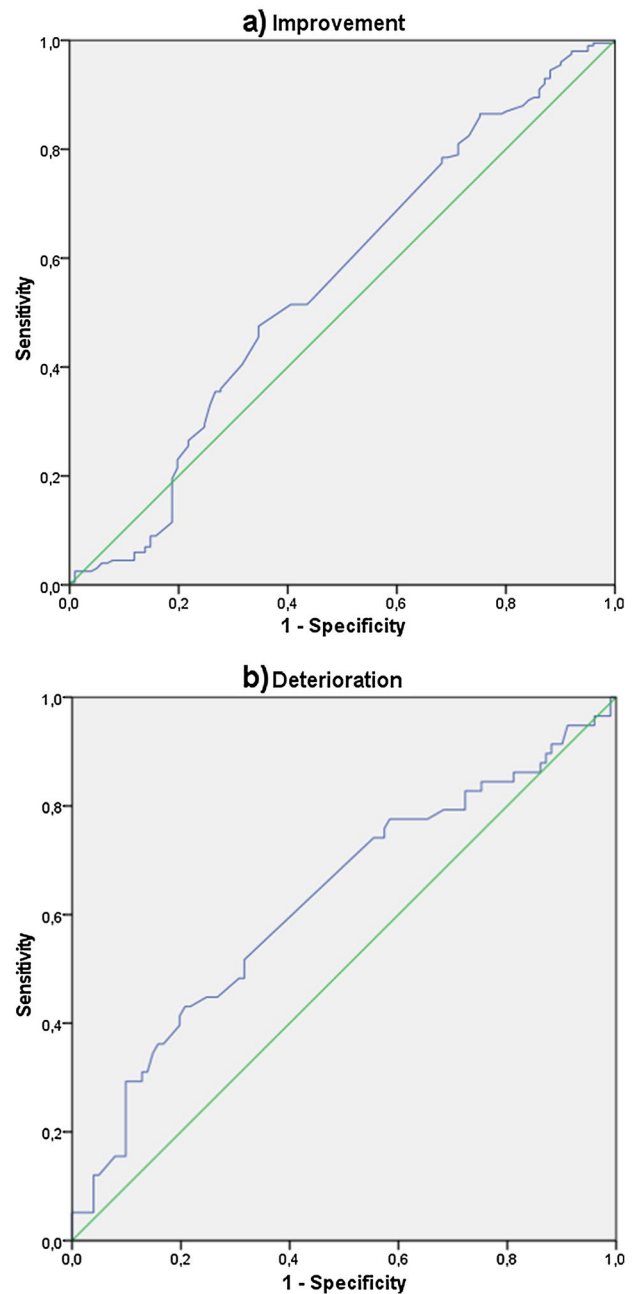 a) Improvement
1,0
0,8
0,6
0,4
0,2
0,0
Sensitivity
0,0 0,2 0,4 0,6 0,8 1,0
1 - Specificity
b) Deterioration
1,0
0,8
0,6
0,4
0,2
0,0
Sensitivity
0,0 0,2 0,4 0,6 0,8 1,0
1 - Specificity